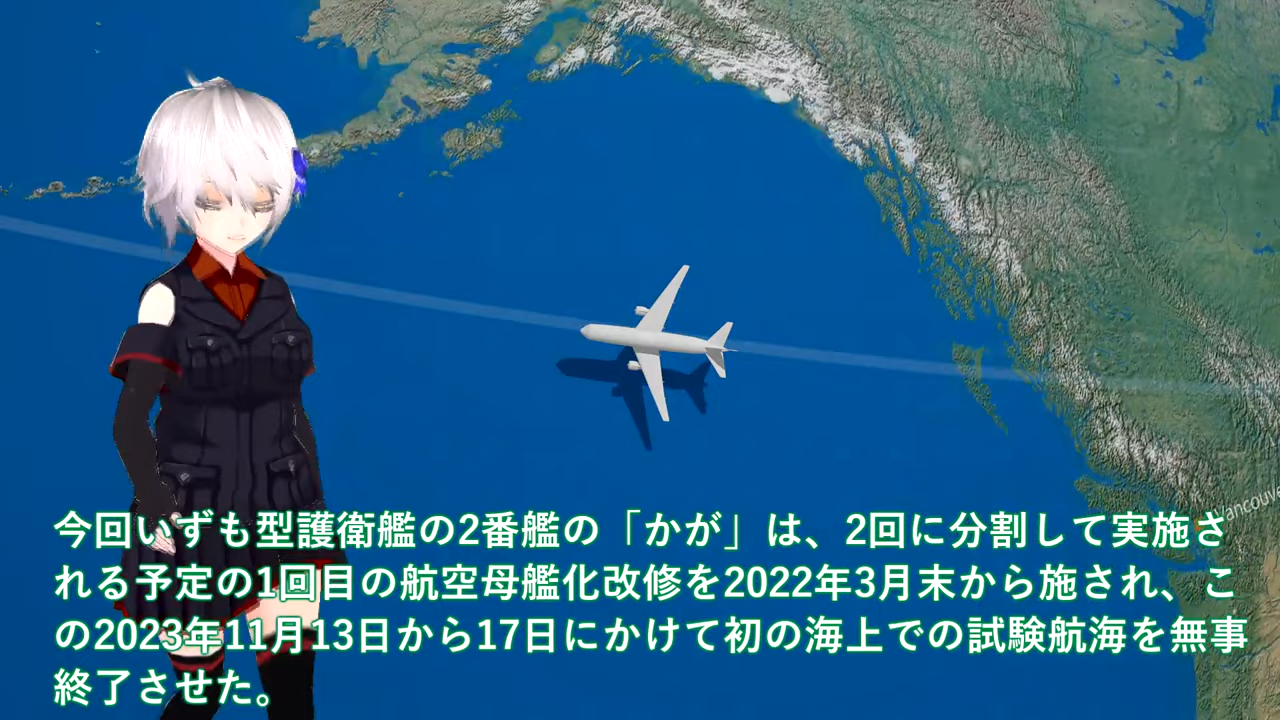 Vancouv
今回いずも型護衛艦の2番艦の「かが」は、2回に分割して実施さ
れる予定の1回目の航空母艦化改修を2022年3月末から施され、こ
の2023年11月13日から17日にかけて初の海上での試験航海を無事
終了させた。